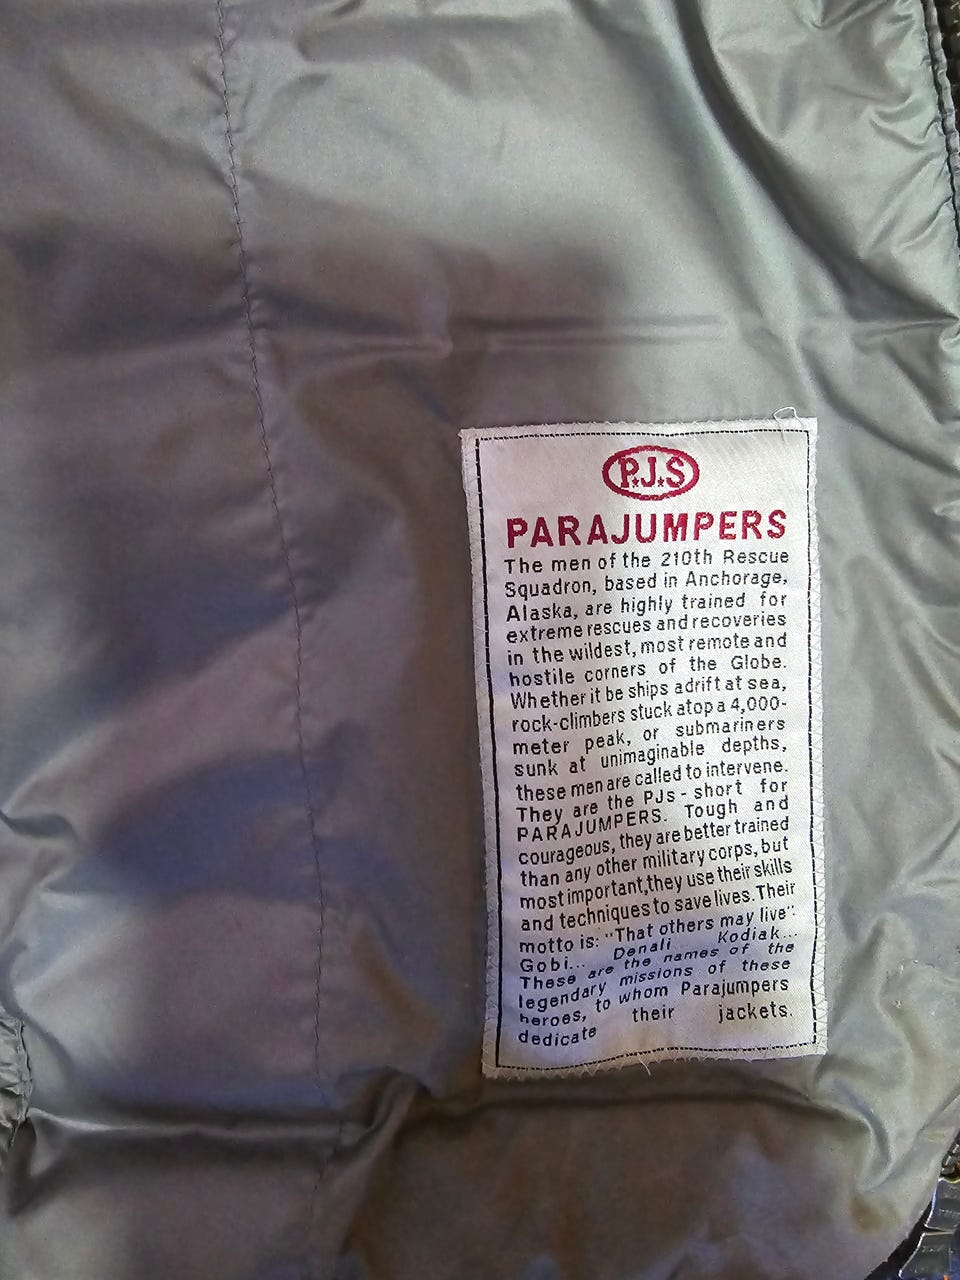 P.J.S
PARAJUMPERS
The men of the 210th Rescue
Squadron, based in Anchorage,
Alaska, are highly trained for
extreme rescues and recoveries
in the wildest, most remote and
hostile corners of the Globe.
Whether it be ships adrift at sea,
rock-climbers stuck atop a 4,000-
meter peak, or submariners
sunk at unimaginable depths,
these men are called to intervene.
They are the PJs - short for
PARAJUMPERS. Tough and
courageous, they are better trained
than any other military corps, but
most important,they use their skills
and techniques to save lives. Their
motto is: "That others may live".
Gobi... Denali Kodiak...
These are the names of the
legendary missions of these
heroes, to whom Parajumpers
dedicate their jackets.